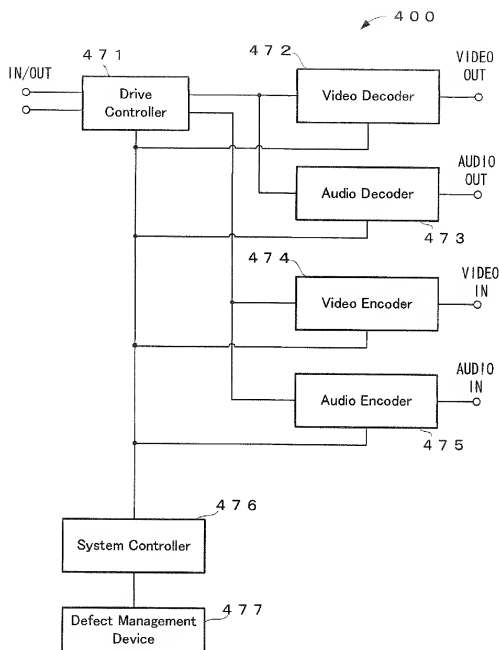 400
471
472
VIDEO
OUT
IN/OUT
Drive
Controller
Video Decoder
AUDIO
OUT
Audio Decoder
473
474
VIDEO
IN
Video Encoder
AUDIO
IN
Audio Encoder
475
476
System Controller
477
Defect Management
Device